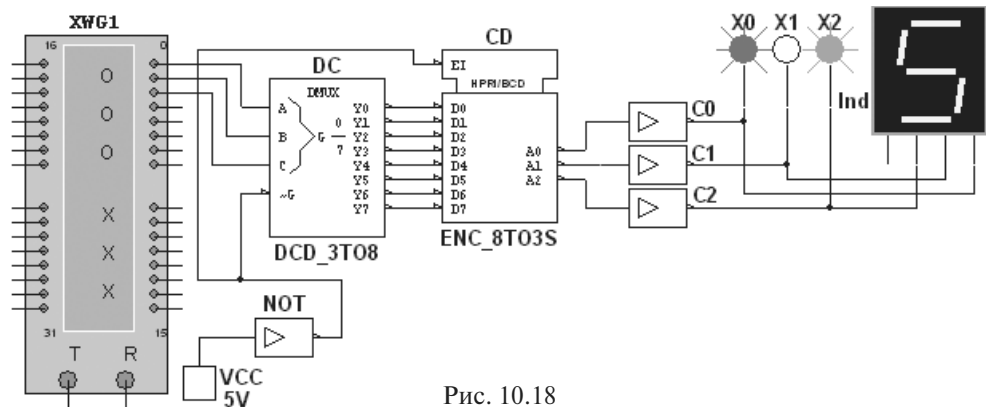 XWG1
16 0
O
O
O
X
X
X
31 15
T R
DC
DMUX
A
B
C
~G
G 0
7
Y0
Y1
Y2
Y3
Y4
Y5
Y6
Y7
DCD_3TO8
NOT
VCC
5V
CD
EI
HPRI/BCD
D0
D1
D2
D3
D4
D5
D6
D7
A0
A1
A2
ENC_8TO3S
C0
C1
C2
X0 X1 X2
Ind
5
Рис. 10.18